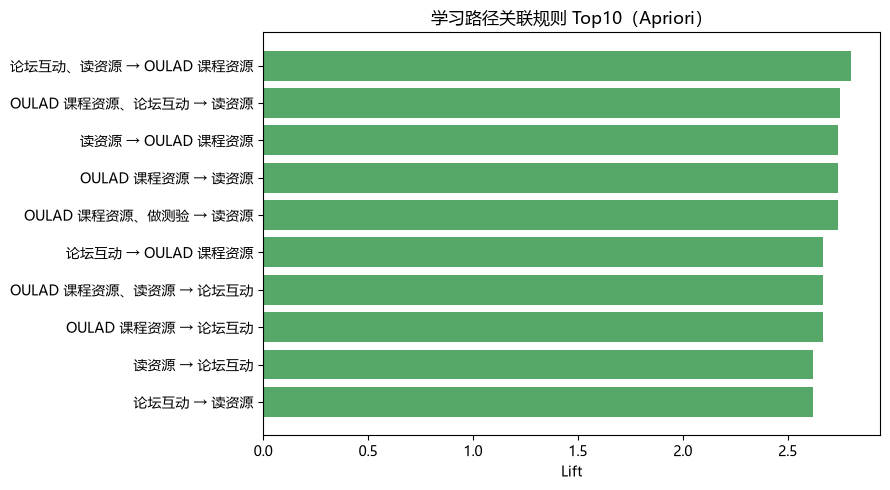 学习路径关联规则 Top10（Apriori）
论坛互动、读资源 → OULAD 课程资源
OULAD 课程资源、论坛互动 → 读资源
读资源 → OULAD 课程资源
OULAD 课程资源 → 读资源
OULAD 课程资源、做测验 → 读资源
论坛互动 → OULAD 课程资源
OULAD 课程资源、读资源 → 论坛互动
OULAD 课程资源 → 论坛互动
读资源 → 论坛互动
论坛互动 → 读资源
0.0 0.5 1.0 1.5 2.0 2.5
Lift